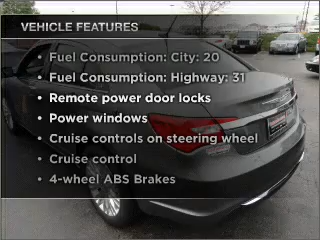 VEHICLE FEATURES
• Fuel Consumption: City: 20
• Fuel Consumption: Highway: 31
• Remote power door locks
• Power windows
• Cruise controls on steering wheel
• Cruise control
• 4-wheel ABS Brakes